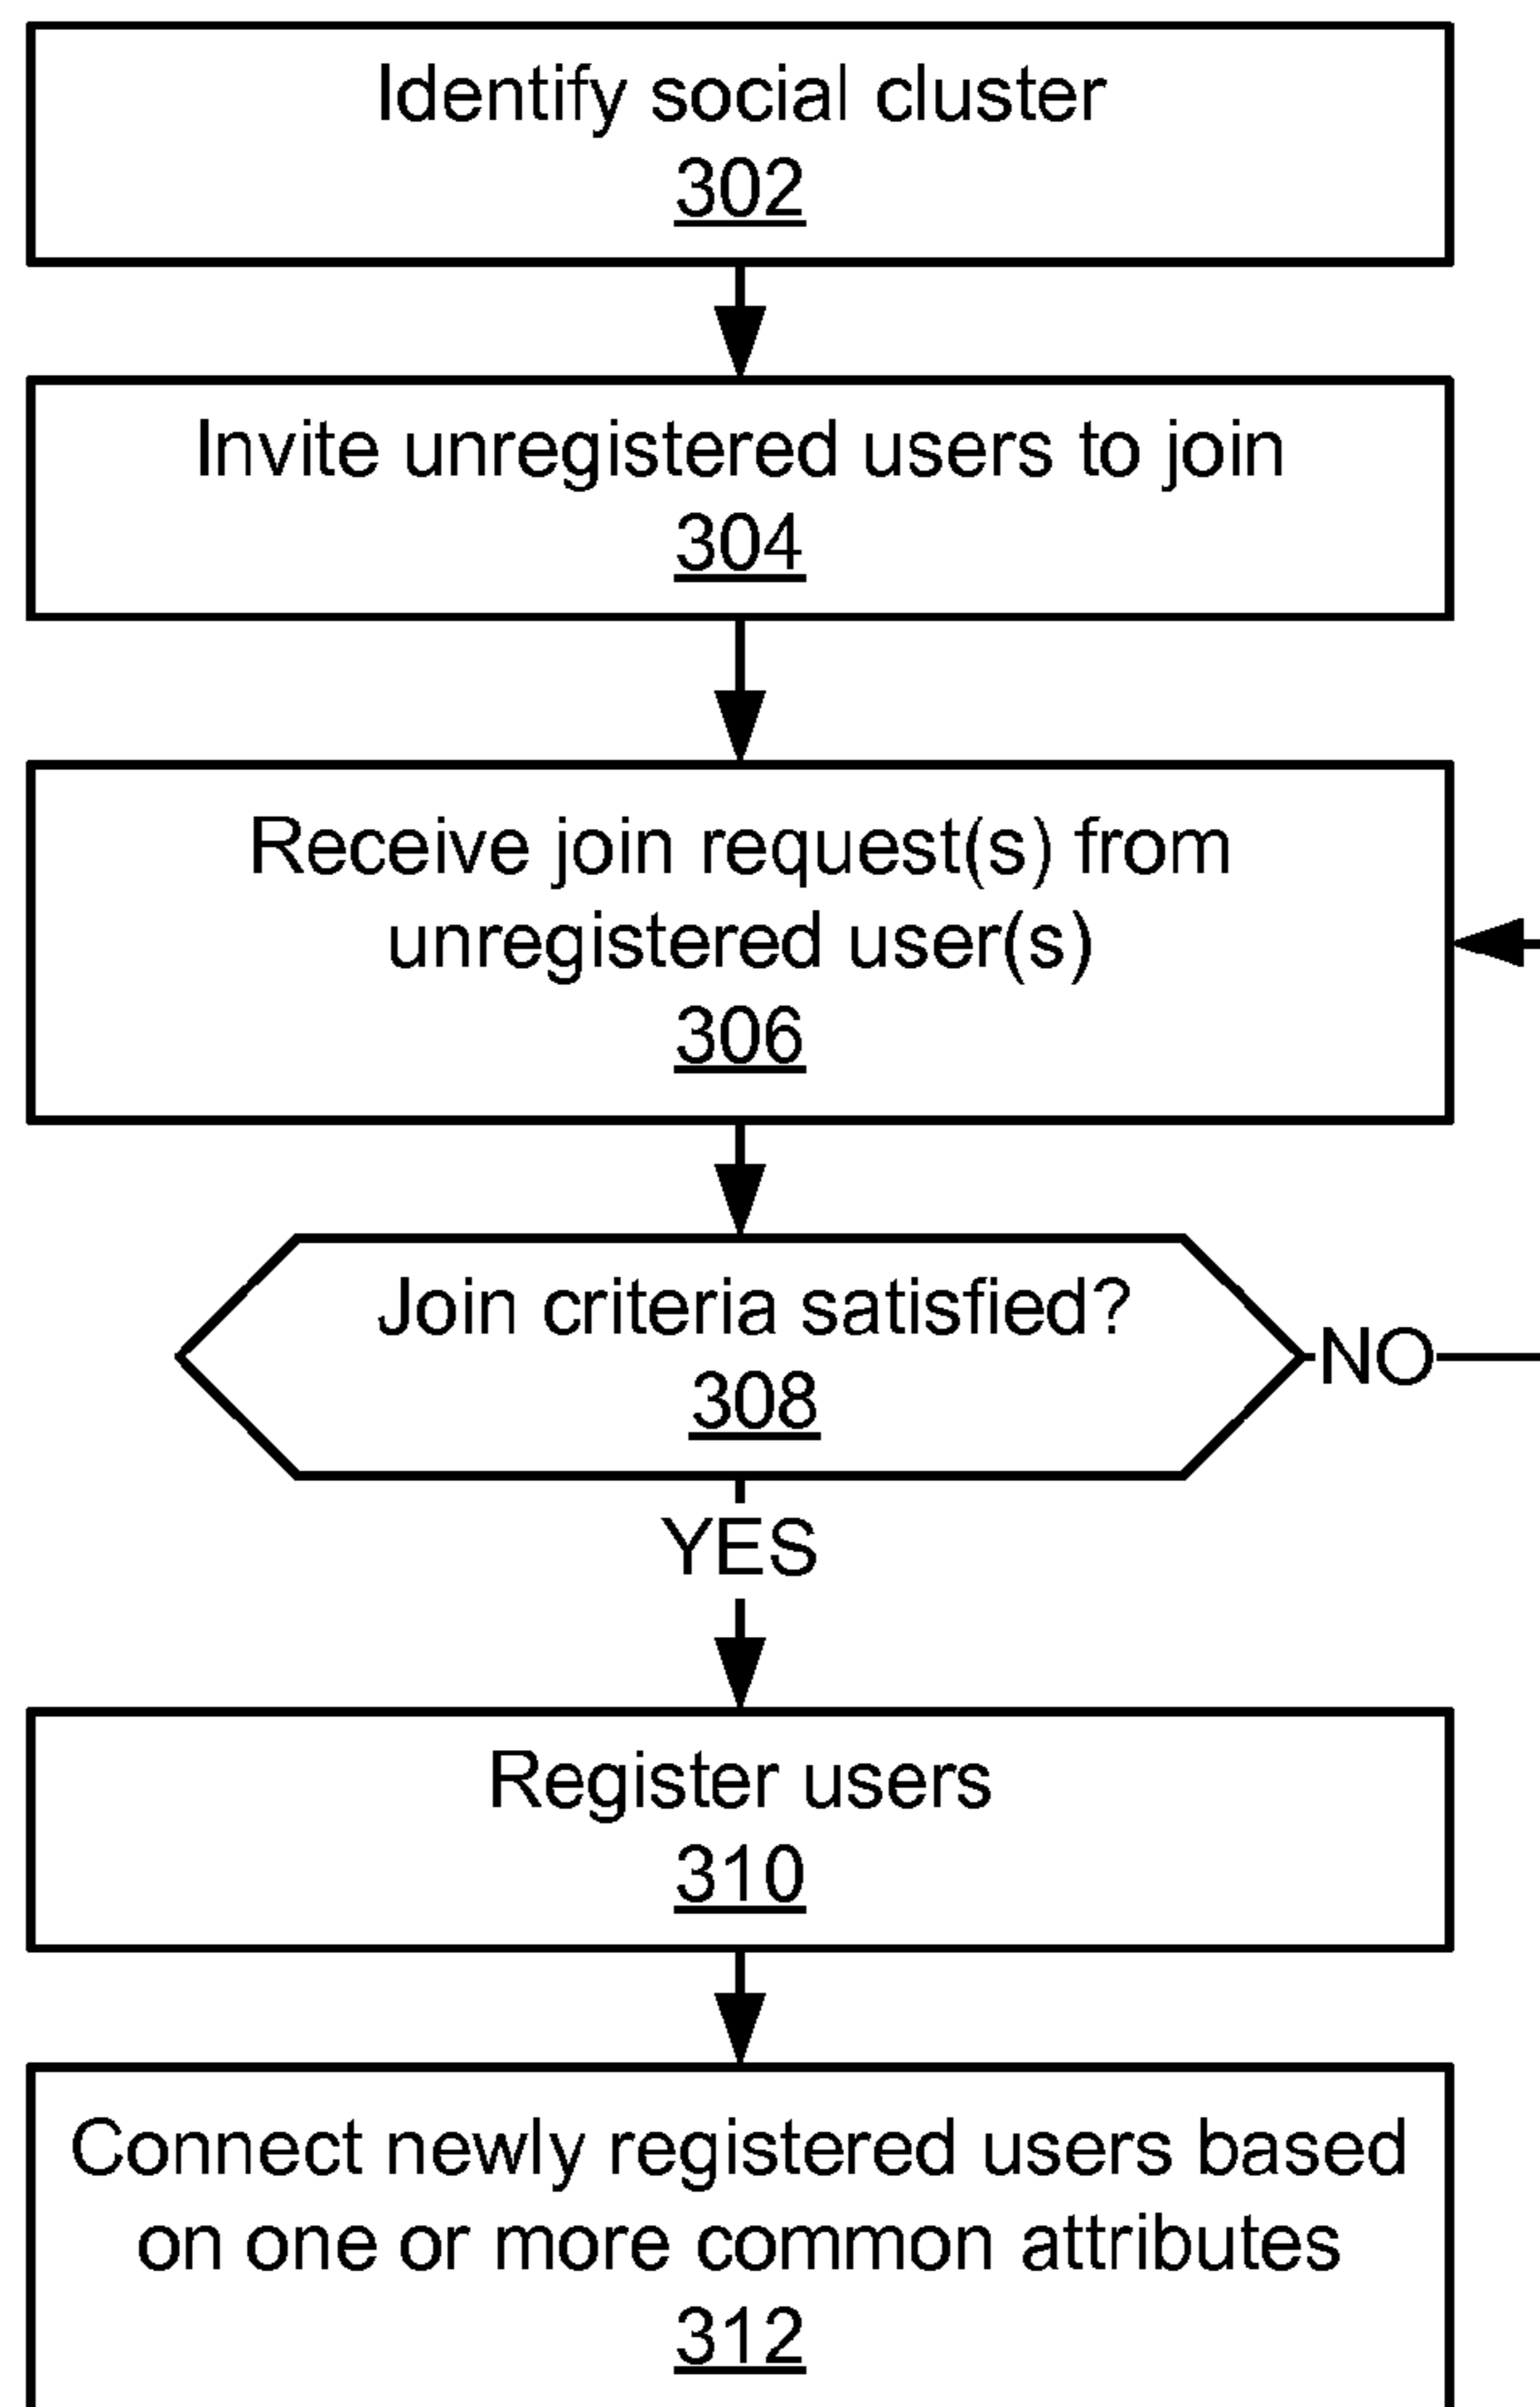 Identify social cluster
302
Invite unregistered users to join
304
Receive join request(s) from
unregistered user(s)
306
Join criteria satisfied?
308
NO
YES
Register users
310
Connect newly registered users based
on one or more common attributes
312